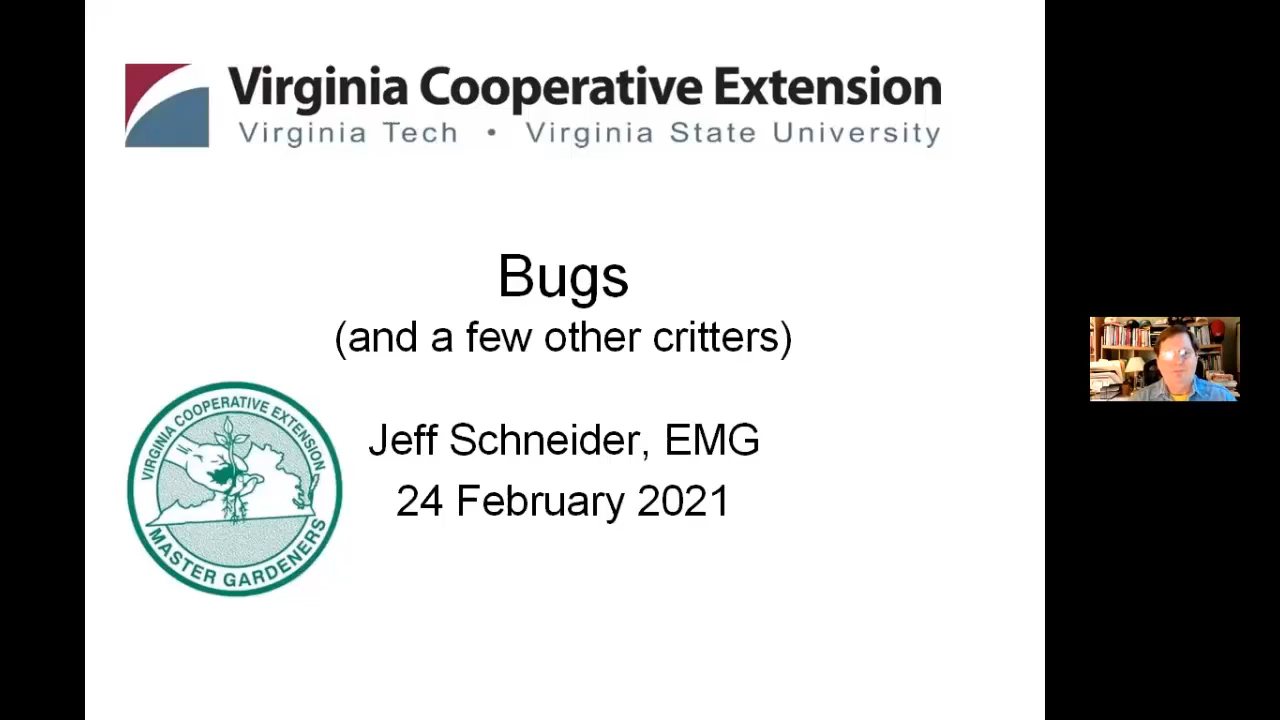 Virginia Cooperative Extension
Virginia Tech • Virginia State University
Bugs
(and a few other critters)
Jeff Schneider, EMG
24 February 2021
VIRGINIA COOPERATIVE EXTENSION
MASTER GARDENERS